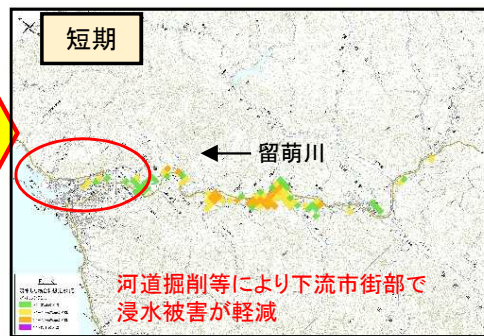 短期
留萌川
河道掘削等により下流市街部で
浸水被害が軽減